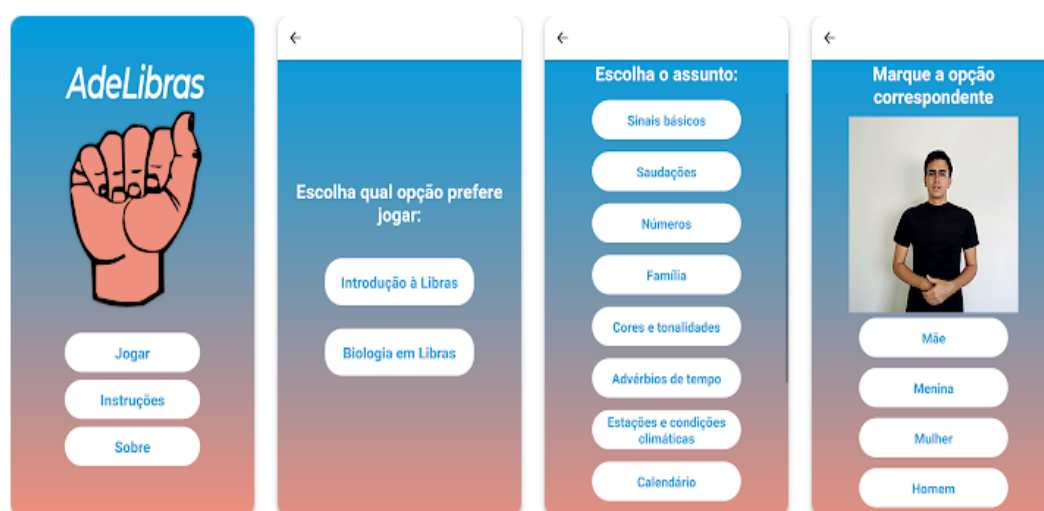 AdeLibras
Jogar
Instruções
Sobre
Escolha qual opção prefere
jogar:
Introdução à Libras
Biologia em Libras
Escolha o assunto:
Sinais básicos
Saudações
Números
Família
Cores e tonalidades
Advérbios de tempo
Estações e condições
climáticas
Calendário
Marque a opção
correspondente
Mãe
Menina
Mulher
Homem